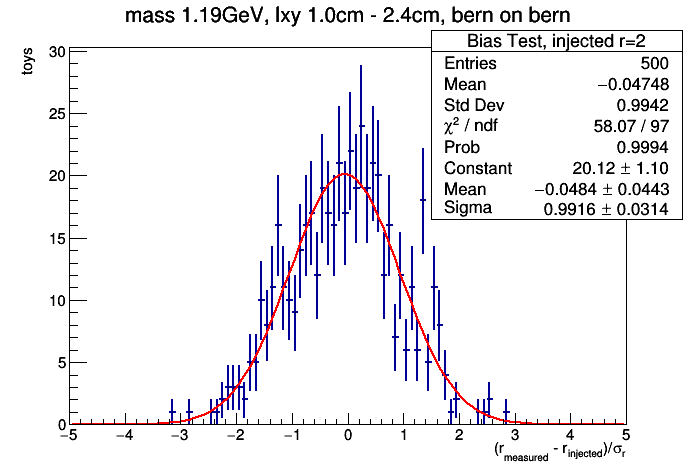 mass 1.19GeV, lxy 1.0cm - 2.4cm, bern on bern
toys
Bias Test, injected r=2
Entries 500
Mean −0.04748
Std Dev 0.9942
χ² / ndf 58.07 / 97
Prob 0.9994
Constant 20.12 ± 1.10
Mean −0.0484 ± 0.0443
Sigma 0.9916 ± 0.0314
30
25
20
15
10
5
0
−5 −4 −3 −2 −1 0 1 2 3 4 5
(r_measured - r_injected)/σ_r